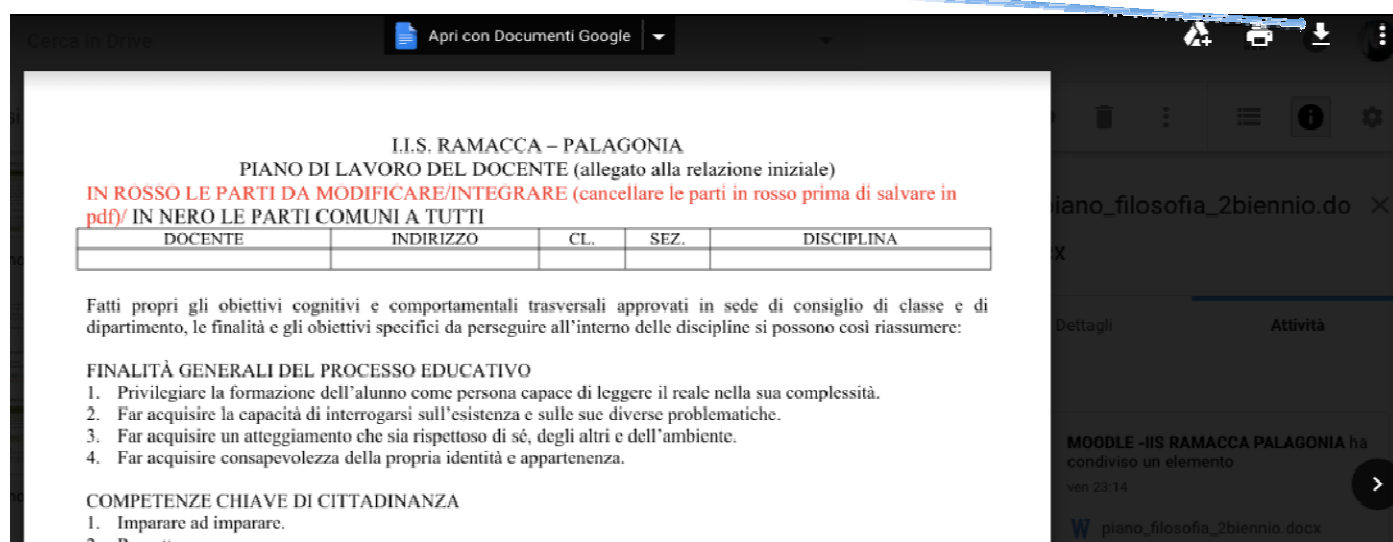 Cerca in Drive
Apri con Documenti Google
I.I.S. RAMACCA – PALAGONIA
PIANO DI LAVORO DEL DOCENTE (allegato alla relazione iniziale)
IN ROSSO LE PARTI DA MODIFICARE/INTEGRARE (cancellare le parti in rosso prima di salvare in
pdf)/ IN NERO LE PARTI COMUNI A TUTTI
DOCENTE INDIRIZZO CL. SEZ. DISCIPLINA
Fatti propri gli obiettivi cognitivi e comportamentali trasversali approvati in sede di consiglio di classe e di
dipartimento, le finalità e gli obiettivi specifici da perseguire all’interno delle discipline si possono così riassumere:
FINALITÀ GENERALI DEL PROCESSO EDUCATIVO
1. Privilegiare la formazione dell’alunno come persona capace di leggere il reale nella sua complessità.
2. Far acquisire la capacità di interrogarsi sull’esistenza e sulle sue diverse problematiche.
3. Far acquisire un atteggiamento che sia rispettoso di sé, degli altri e dell’ambiente.
4. Far acquisire consapevolezza della propria identità e appartenenza.
COMPETENZE CHIAVE DI CITTADINANZA
1. Imparare ad imparare.
iano_filosofia_2biennio.do
cx
Dettagli Attività
MOODLE -IIS RAMACCA PALAGONIA ha
condiviso un elemento
ven 23:14
W piano_filosofia_2biennio.docx